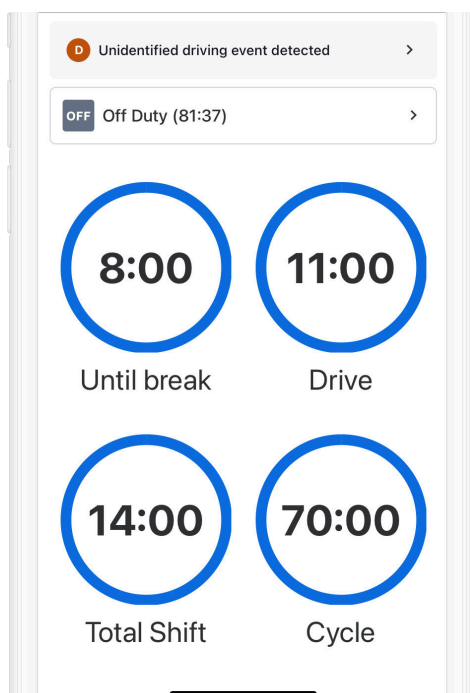 D Unidentified driving event detected
OFF Off Duty (81:37)
8:00
11:00
Until break
Drive
14:00
70:00
Total Shift
Cycle